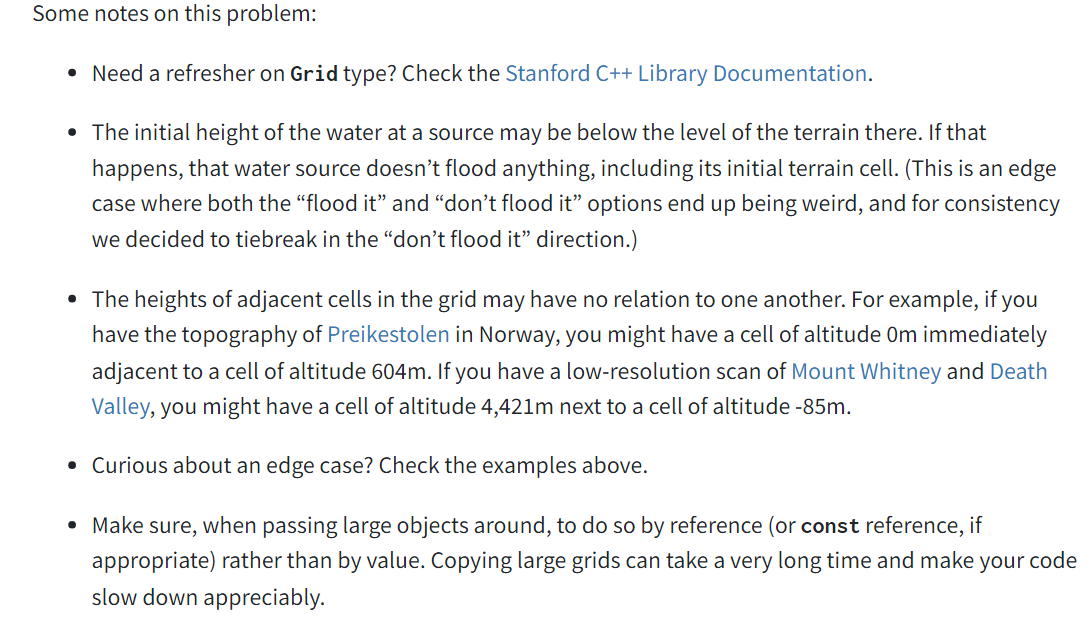 Some notes on this problem:
• Need a refresher on Grid type? Check the Stanford C++ Library Documentation.
• The initial height of the water at a source may be below the level of the terrain there. If that
happens, that water source doesn’t flood anything, including its initial terrain cell. (This is an edge
case where both the “flood it” and “don’t flood it” options end up being weird, and for consistency
we decided to tiebreak in the “don’t flood it” direction.)
• The heights of adjacent cells in the grid may have no relation to one another. For example, if you
have the topography of Preikestolen in Norway, you might have a cell of altitude 0m immediately
adjacent to a cell of altitude 604m. If you have a low-resolution scan of Mount Whitney and Death
Valley, you might have a cell of altitude 4,421m next to a cell of altitude -85m.
• Curious about an edge case? Check the examples above.
• Make sure, when passing large objects around, to do so by reference (or const reference, if
appropriate) rather than by value. Copying large grids can take a very long time and make your code
slow down appreciably.